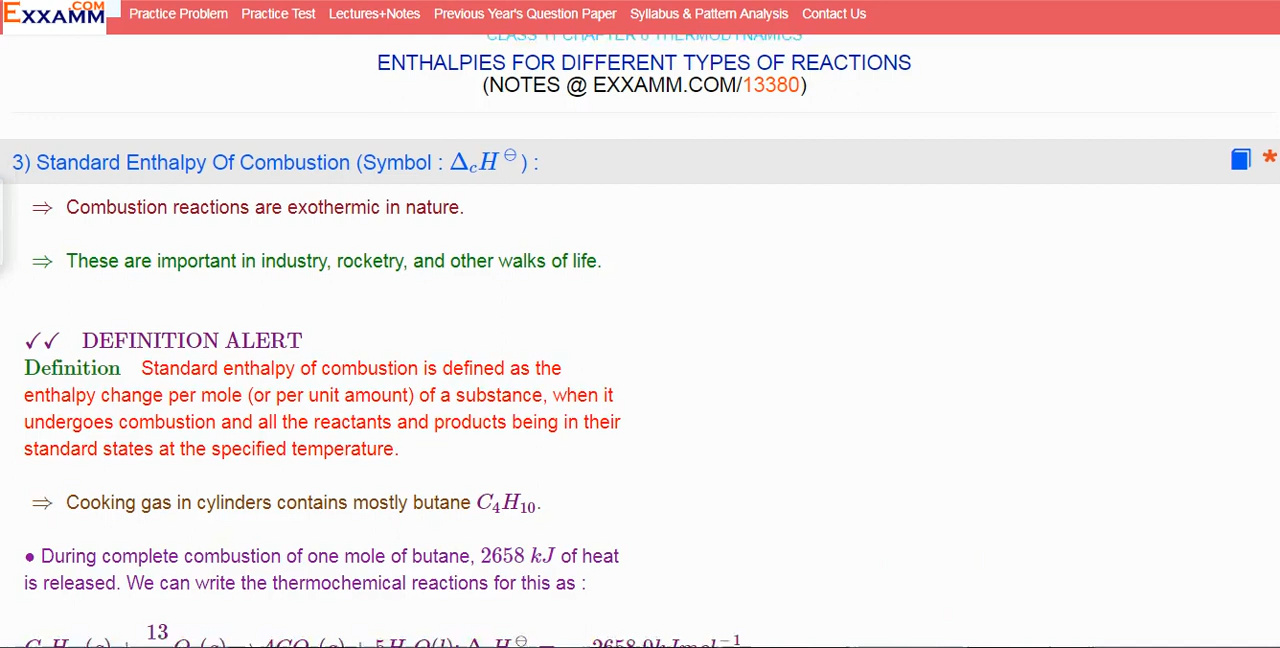 EXXAMM.COM Practice Problem Practice Test Lectures+Notes Previous Year's Question Paper Syllabus & Pattern Analysis Contact Us
CLASS 11 CHAPTER 6 THERMODYNAMICS
ENTHALPIES FOR DIFFERENT TYPES OF REACTIONS
(NOTES @ EXXAMM.COM/13380)
3) Standard Enthalpy Of Combustion (Symbol : Δ_cH^⊖) : *
⇒ Combustion reactions are exothermic in nature.
⇒ These are important in industry, rocketry, and other walks of life.
✓✓ DEFINITION ALERT
Definition Standard enthalpy of combustion is defined as the
enthalpy change per mole (or per unit amount) of a substance, when it
undergoes combustion and all the reactants and products being in their
standard states at the specified temperature.
⇒ Cooking gas in cylinders contains mostly butane C₄H₁₀.
● During complete combustion of one mole of butane, 2658 kJ of heat
is released. We can write the thermochemical reactions for this as :